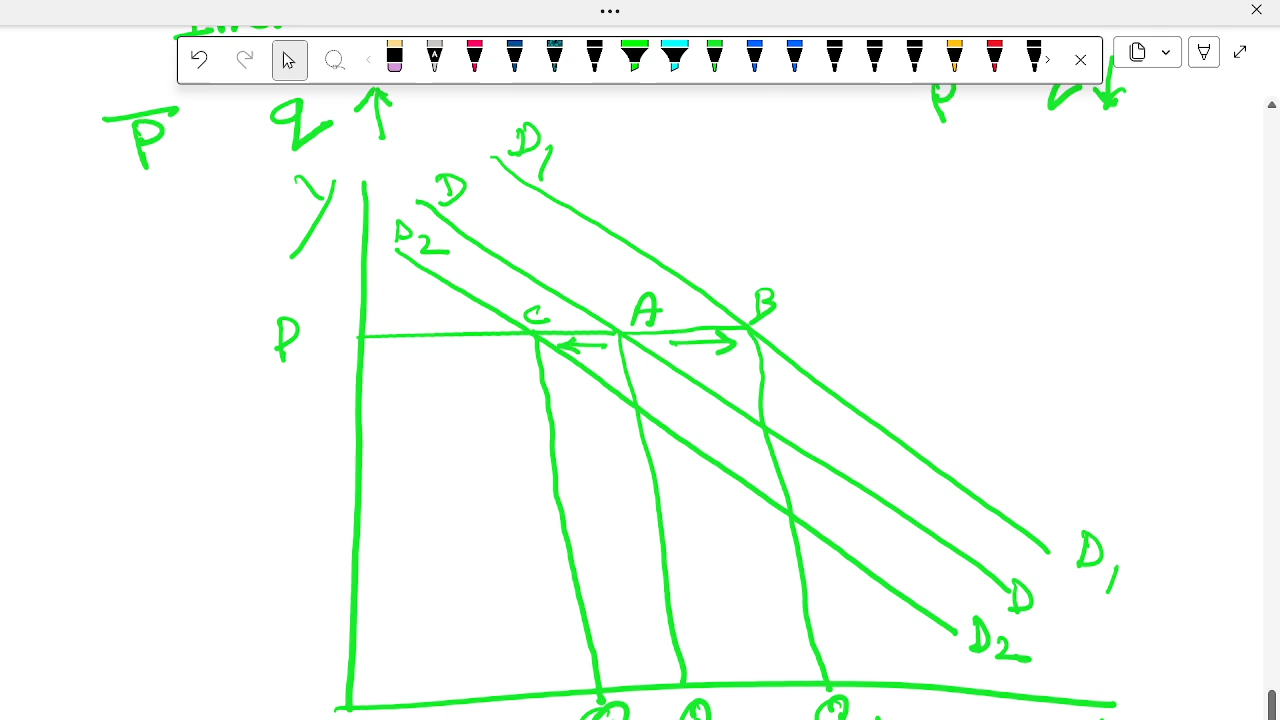 P q ↑ P ↓
D1
Y D
D2
P C A B
D1
D
D2
Q Q Q